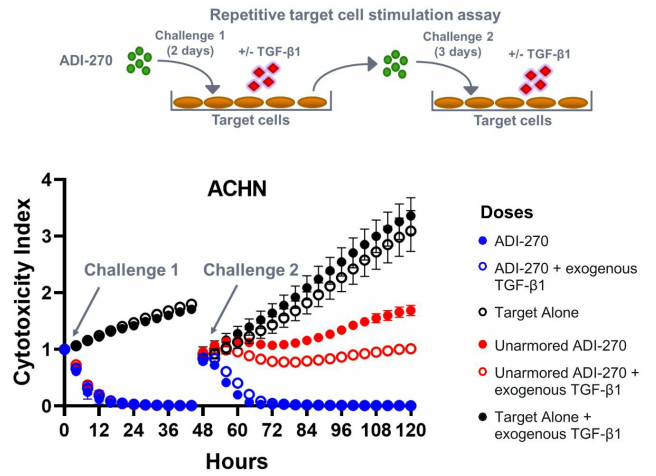 Repetitive target cell stimulation assay
Challenge 1
(2 days)
+/- TGF-β1
ADI-270
Target cells
Challenge 2
(3 days)
+/- TGF-β1
Target cells
ACHN
Cytotoxicity Index
4
3
2
1
0
Challenge 1
Challenge 2
0 12 24 36 48 60 72 84 96 108 120
Hours
Doses
ADI-270
ADI-270 + exogenous
TGF-β1
Target Alone
Unarmored ADI-270
Unarmored ADI-270 +
exogenous TGF-β1
Target Alone +
exogenous TGF-β1